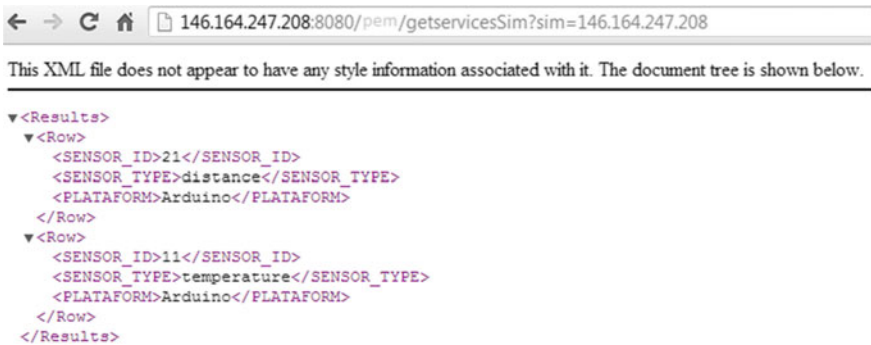 146.164.247.208:8080/pem/getservicesSim?sim=146.164.247.208
This XML file does not appear to have any style information associated with it. The document tree is shown below.
▼<Results>
▼<Row>
<SENSOR_ID>21</SENSOR_ID>
<SENSOR_TYPE>distance</SENSOR_TYPE>
<PLATAFORM>Arduino</PLATAFORM>
</Row>
▼<Row>
<SENSOR_ID>11</SENSOR_ID>
<SENSOR_TYPE>temperature</SENSOR_TYPE>
<PLATAFORM>Arduino</PLATAFORM>
</Row>
</Results>